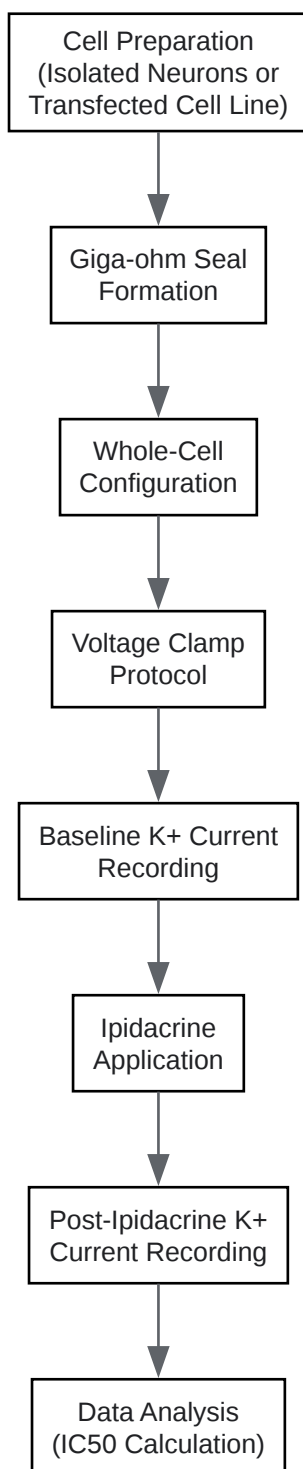 Cell Preparation
(Isolated Neurons or
Transfected Cell Line)
Giga-ohm Seal
Formation
Whole-Cell
Configuration
Voltage Clamp
Protocol
Baseline K+ Current
Recording
Ipidacrine
Application
Post-Ipidacrine K+
Current Recording
Data Analysis
(IC50 Calculation)